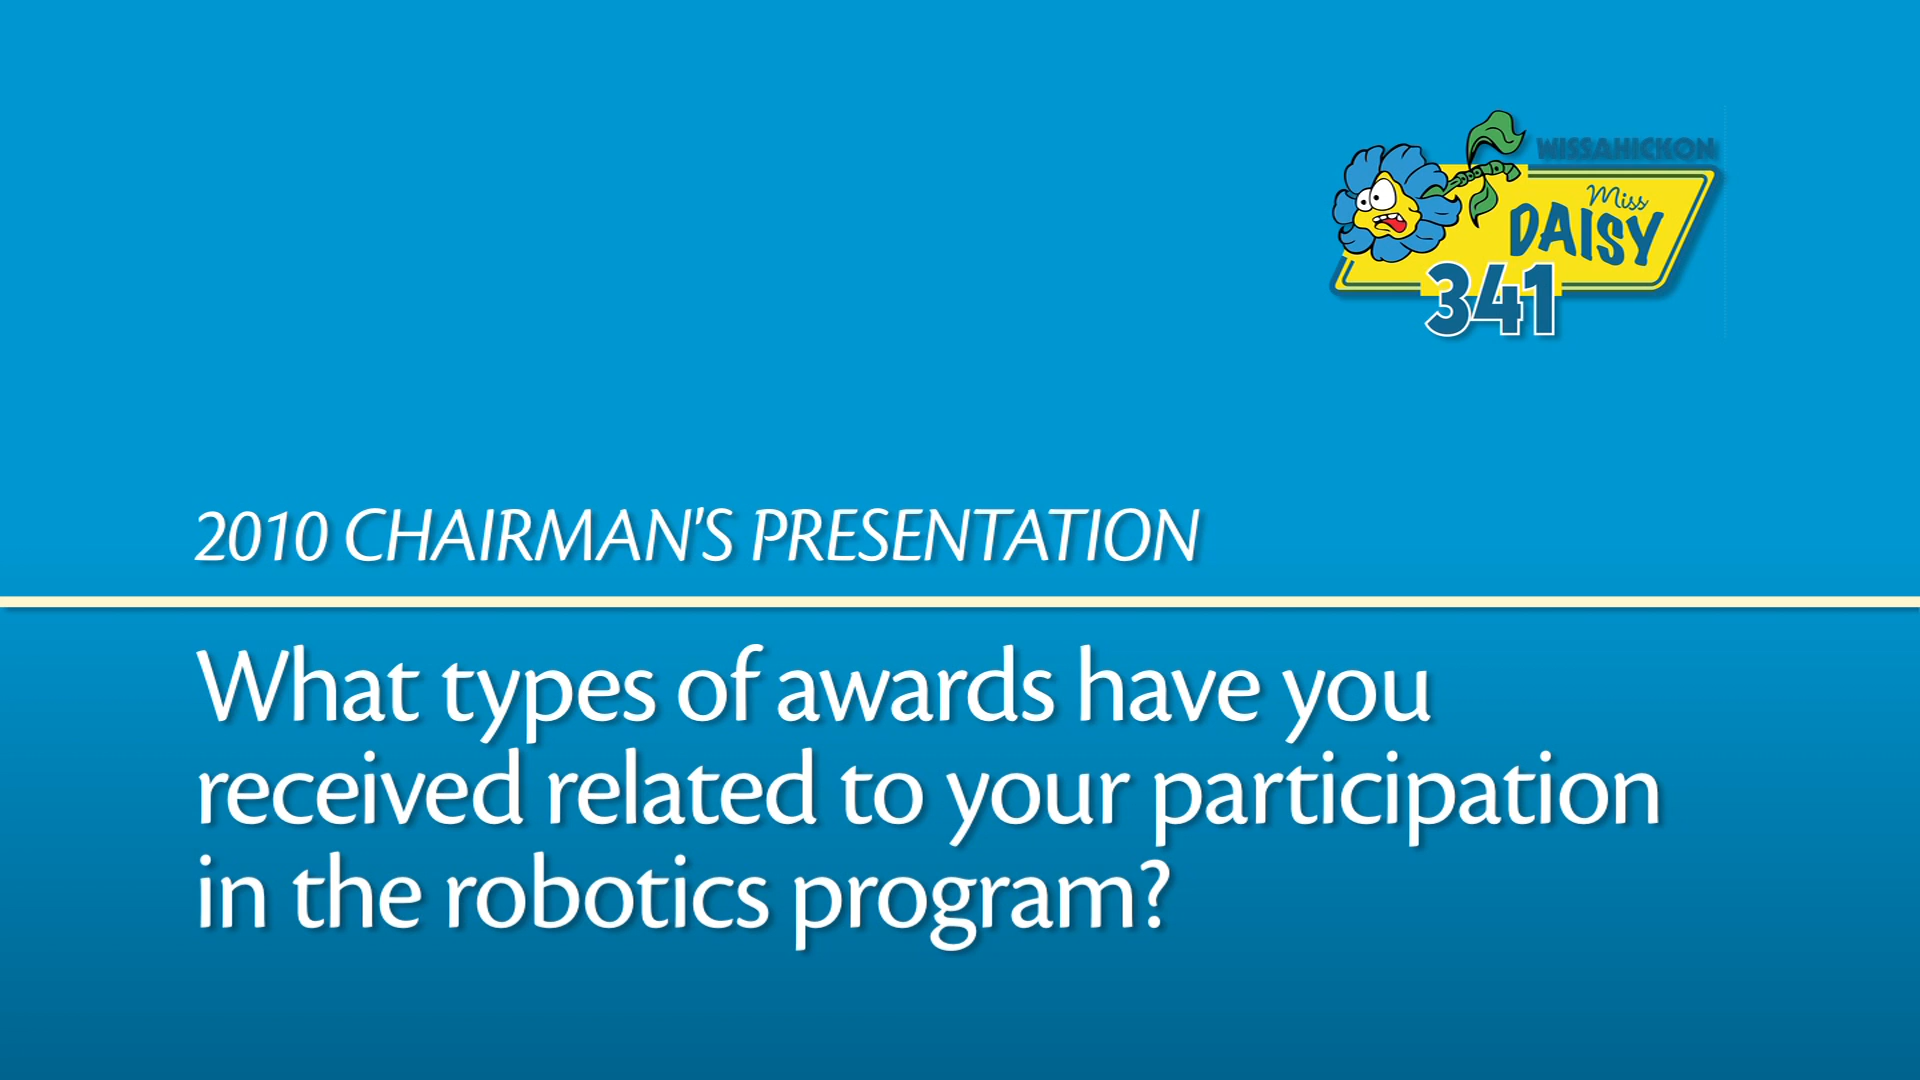 WISSAHICKON
Miss
DAISY
341
2010 CHAIRMAN'S PRESENTATION
What types of awards have you
received related to your participation
in the robotics program?